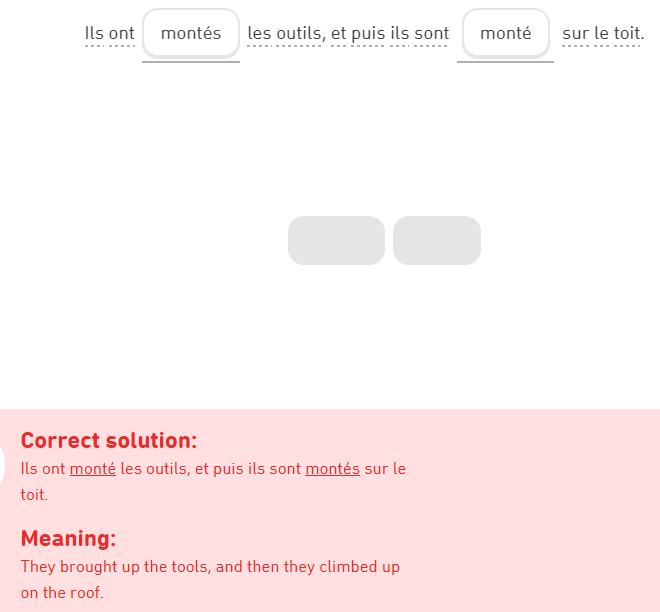 Ils ont montés les outils, et puis ils sont monté sur le toit.
Correct solution:
Ils ont monté les outils, et puis ils sont montés sur le
toit.
Meaning:
They brought up the tools, and then they climbed up
on the roof.